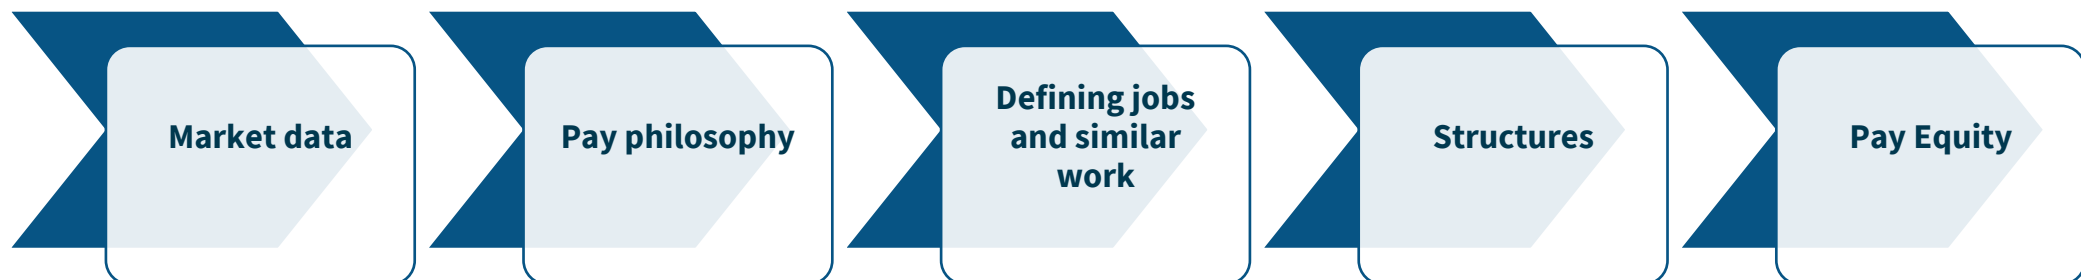 Market data
Pay philosophy
Defining jobs
and similar
work
Structures
Pay Equity